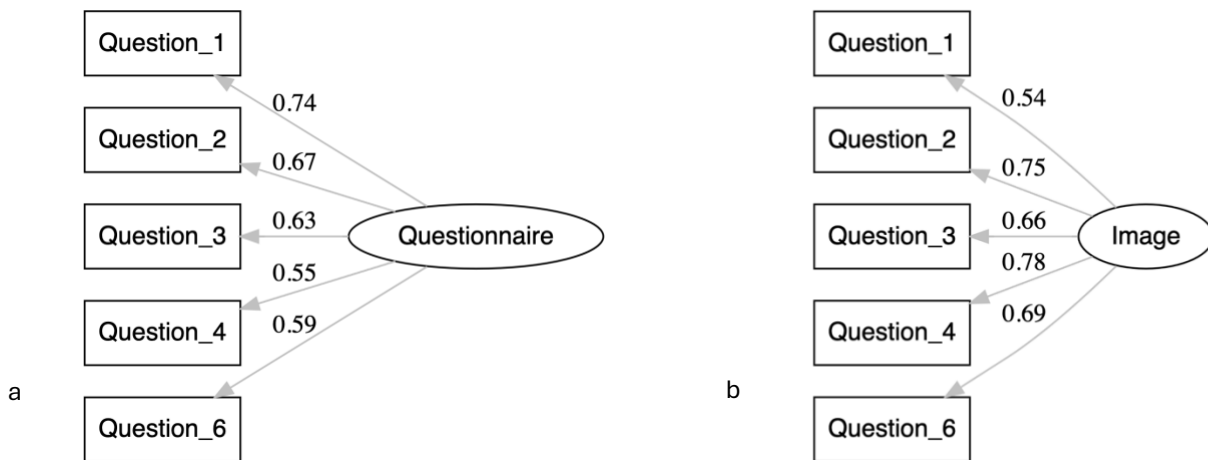 Question_1
0.74
Question_2
0.67
Question_3
0.63
Questionnaire
0.55
Question_4
0.59
Question_6
a
Question_1
0.54
Question_2
0.75
Question_3
0.66
Image
0.78
Question_4
0.69
Question_6
b